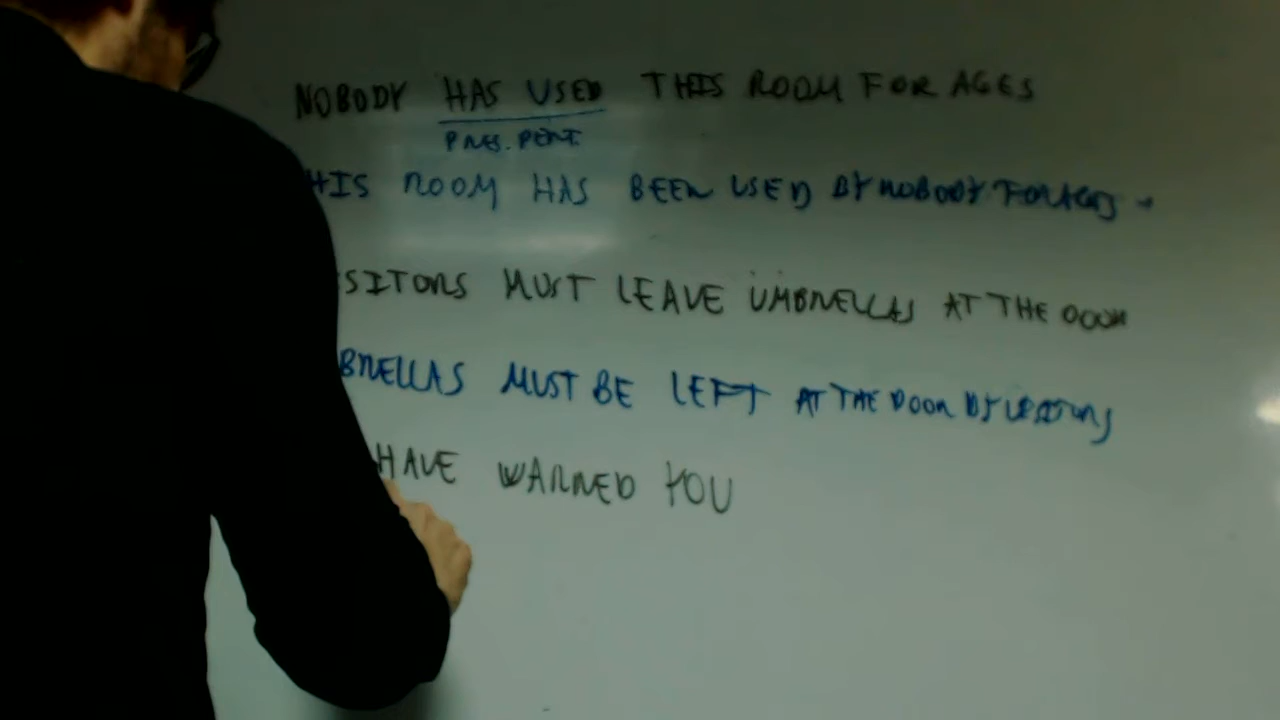 NOBODY HAS USED THIS ROOM FOR AGES
PRES. PERF.
HIS ROOM HAS BEEN USED BY NOBODY FOR AGES
SITORS MUST LEAVE UMBRELLAS AT THE DOOR
BRELLAS MUST BE LEFT AT THE DOOR BY VISITORS
HAVE WARNED YOU